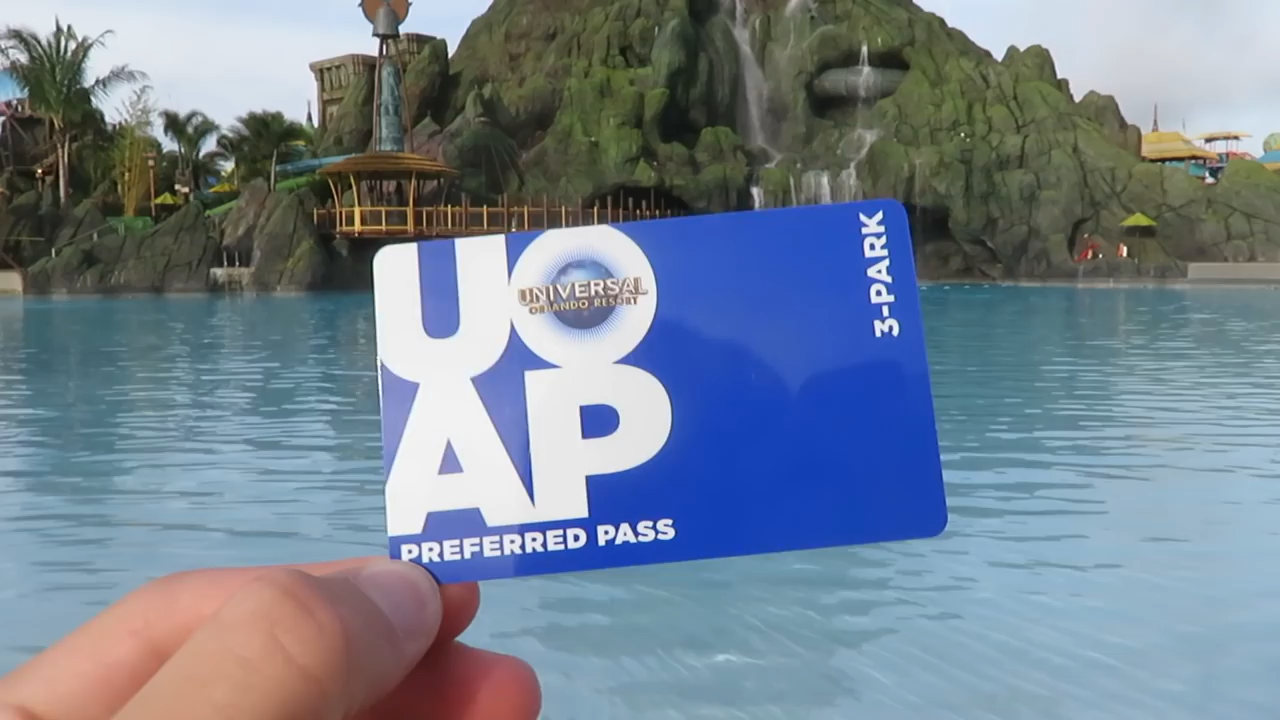 UO
UNIVERSAL
ORLANDO RESORT
AP
PREFERRED PASS
3-PARK